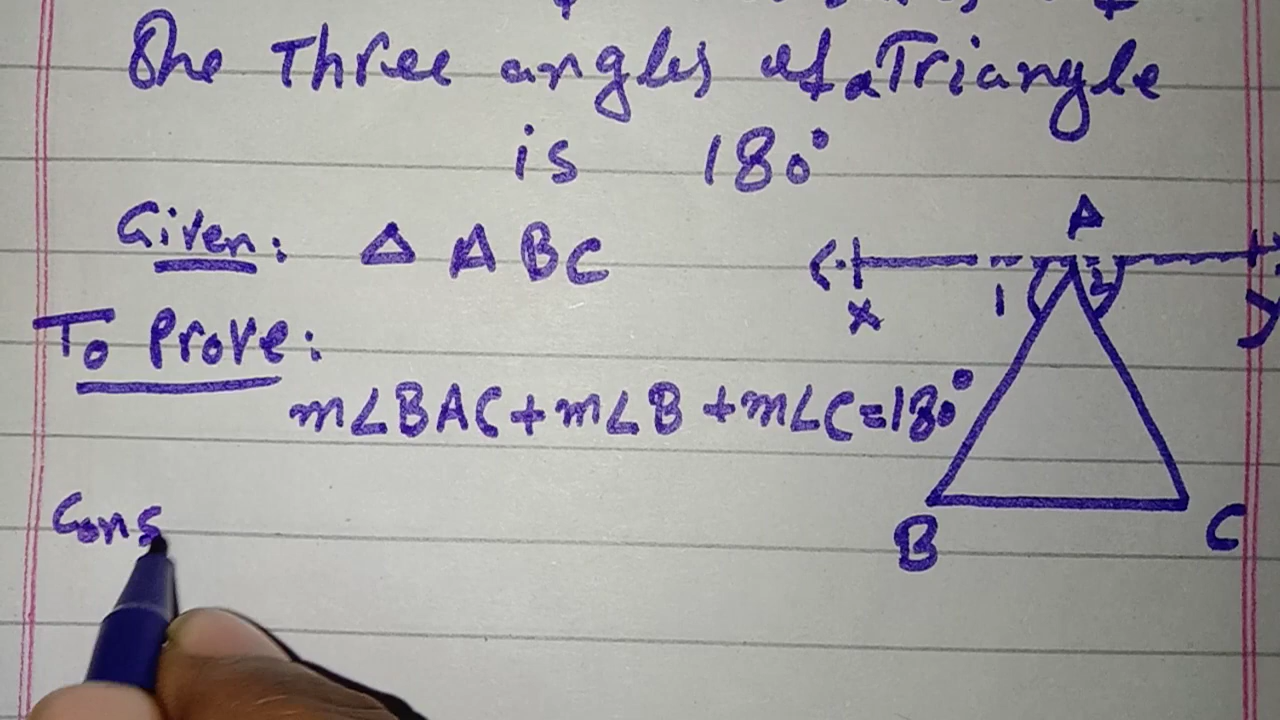 The Three angles of a Triangle
is 180°
Given: △ ABC
To Prove:
m∠BAC+m∠B+m∠C=180°
Cons
A
X
1
2
Y
B
C